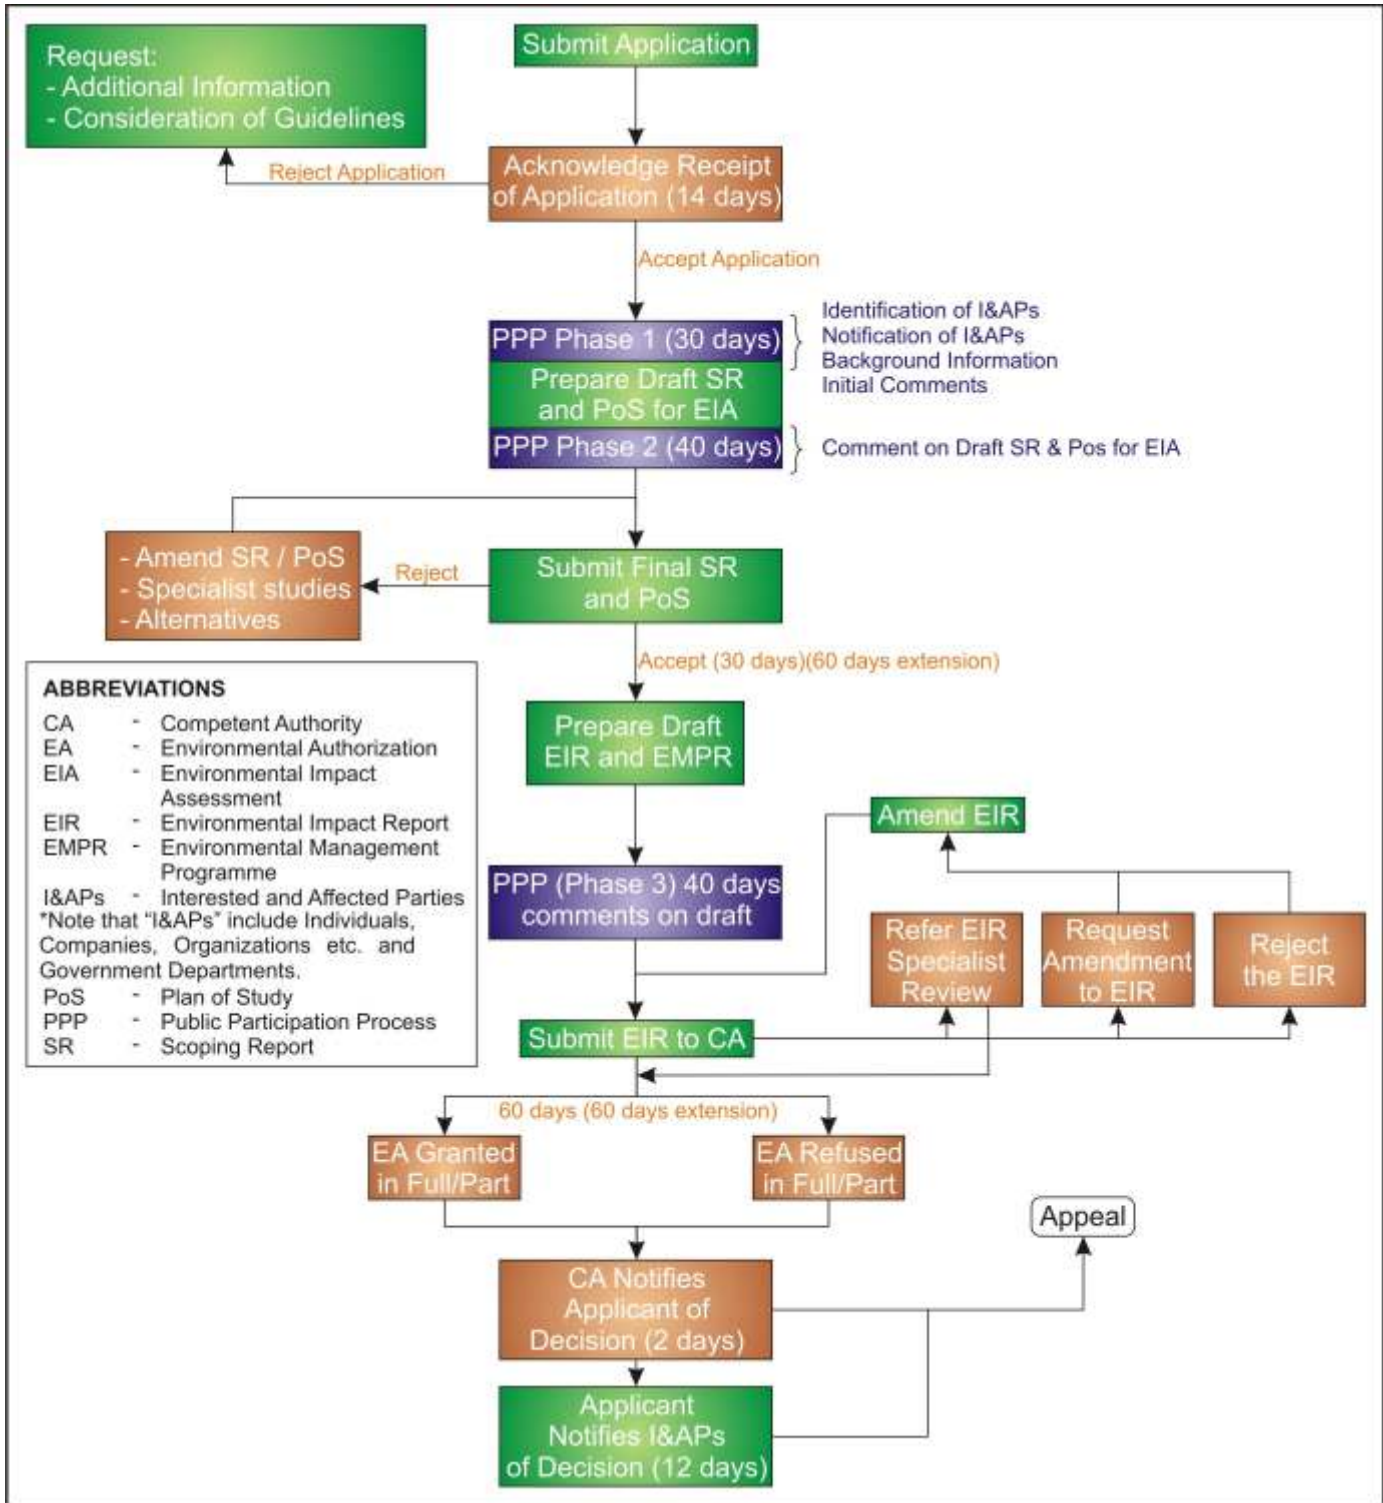 Request:
- Additional Information
- Consideration of Guidelines
Submit Application
Reject Application
Acknowledge Receipt
of Application (14 days)
Accept Application
PPP Phase 1 (30 days)
Identification of I&APs
Notification of I&APs
Background Information
Initial Comments
Prepare Draft SR
and PoS for EIA
PPP Phase 2 (40 days)
Comment on Draft SR & Pos for EIA
- Amend SR / PoS
- Specialist studies
- Alternatives
Reject
Submit Final SR
and PoS
Accept (30 days)(60 days extension)
ABBREVIATIONS
CA - Competent Authority
EA - Environmental Authorization
EIA - Environmental Impact
Assessment
EIR - Environmental Impact Report
EMPR - Environmental Management
Programme
I&APs - Interested and Affected Parties
*Note that “I&APs” include Individuals,
Companies, Organizations etc. and
Government Departments.
PoS - Plan of Study
PPP - Public Participation Process
SR - Scoping Report
Prepare Draft
EIR and EMPR
Amend EIR
PPP (Phase 3) 40 days
comments on draft
Refer EIR
Specialist
Review
Request
Amendment
to EIR
Reject
the EIR
Submit EIR to CA
60 days (60 days extension)
EA Granted
in Full/Part
EA Refused
in Full/Part
Appeal
CA Notifies
Applicant of
Decision (2 days)
Applicant
Notifies I&APs
of Decision (12 days)